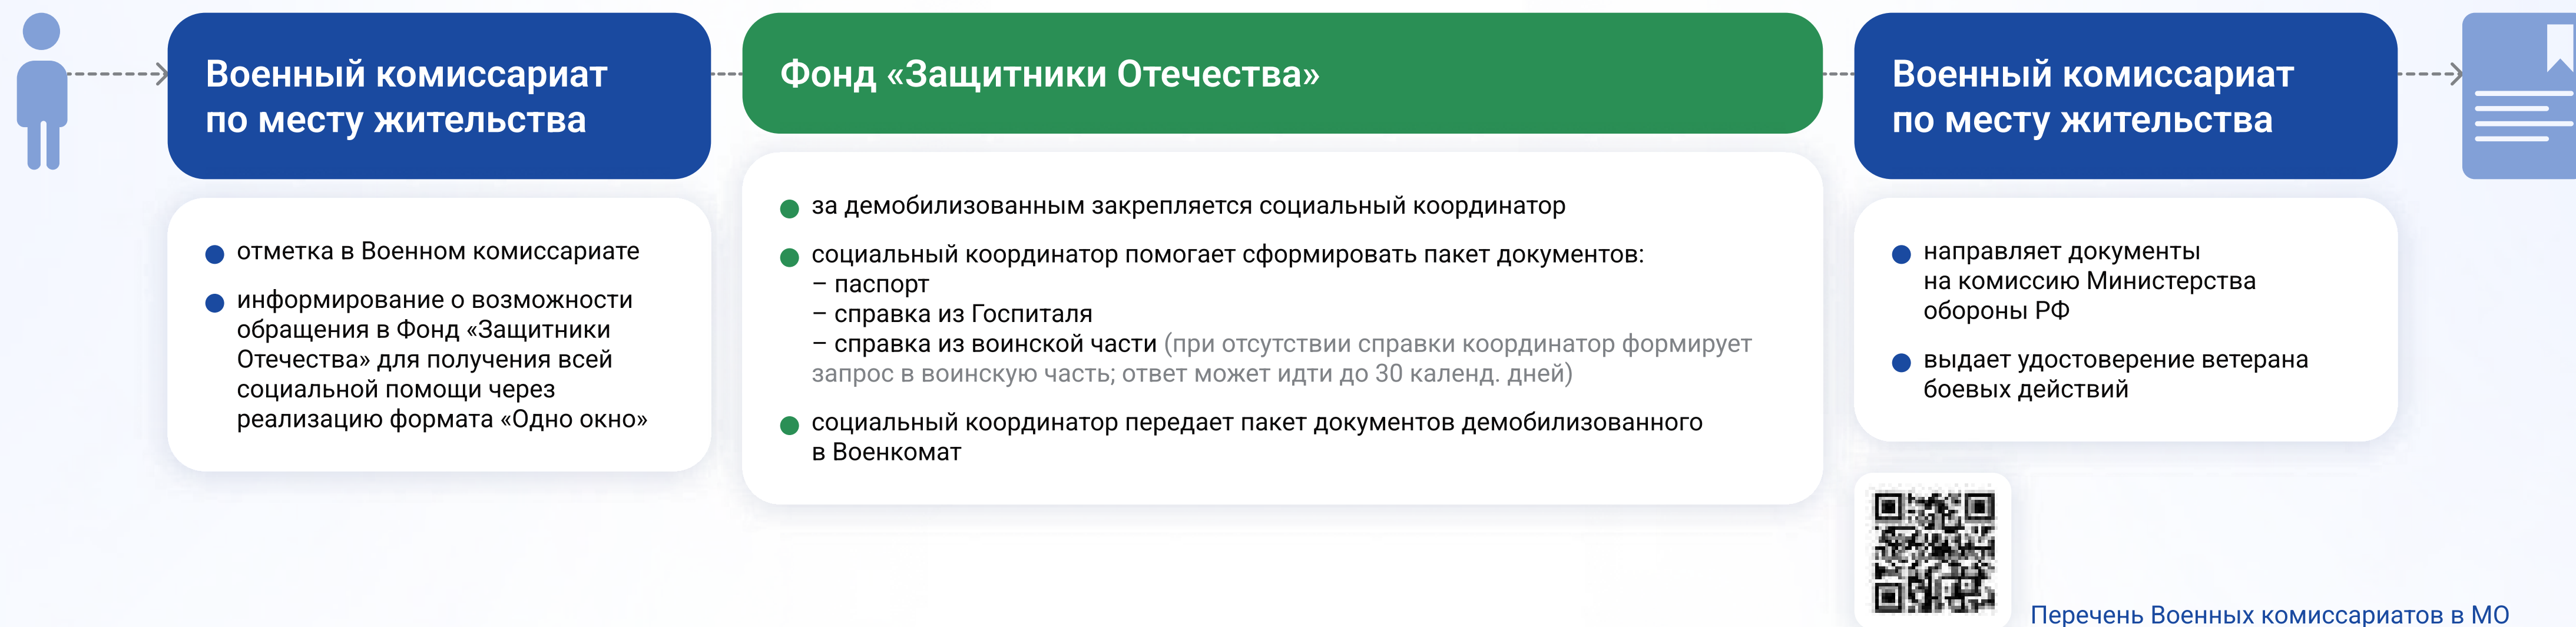 Военный комиссариат
по месту жительства
отметка в Военном комиссариате
информирование о возможности
обращения в Фонд «Защитники
Отечества» для получения всей
социальной помощи через
реализацию формата «Одно окно»
Фонд «Защитники Отечества»
за демобилизованным закрепляется социальный координатор
социальный координатор помогает сформировать пакет документов:
– паспорт
– справка из Госпиталя
– справка из воинской части (при отсутствии справки координатор формирует
запрос в воинскую часть; ответ может идти до 30 календ. дней)
социальный координатор передает пакет документов демобилизованного
в Военкомат
Военный комиссариат
по месту жительства
направляет документы
на комиссию Министерства
обороны РФ
выдает удостоверение ветерана
боевых действий
Перечень Военных комиссариатов в МО